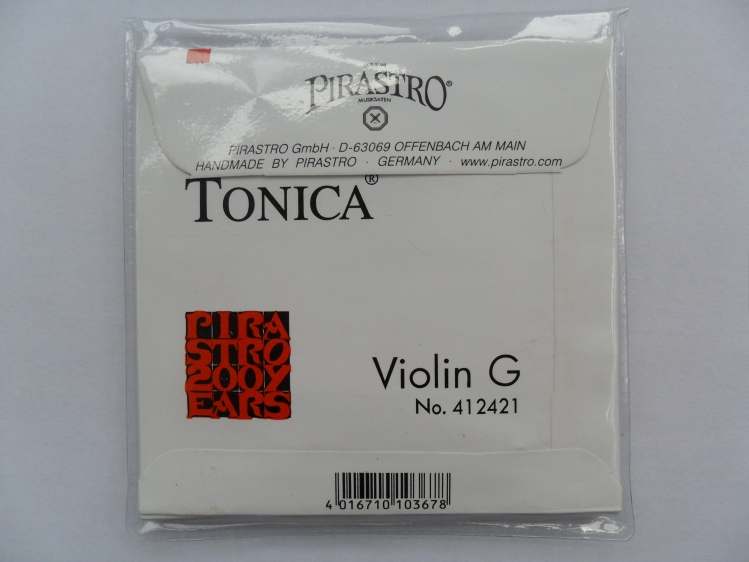 PIRASTRO®
MUSIKSAITEN
PIRASTRO GmbH · D-63069 OFFENBACH AM MAIN
HANDMADE BY PIRASTRO · GERMANY · www.pirastro.com
TONICA®
PIRA
STRO
200Y
EARS
Violin G
No. 412421
4 016710 103678